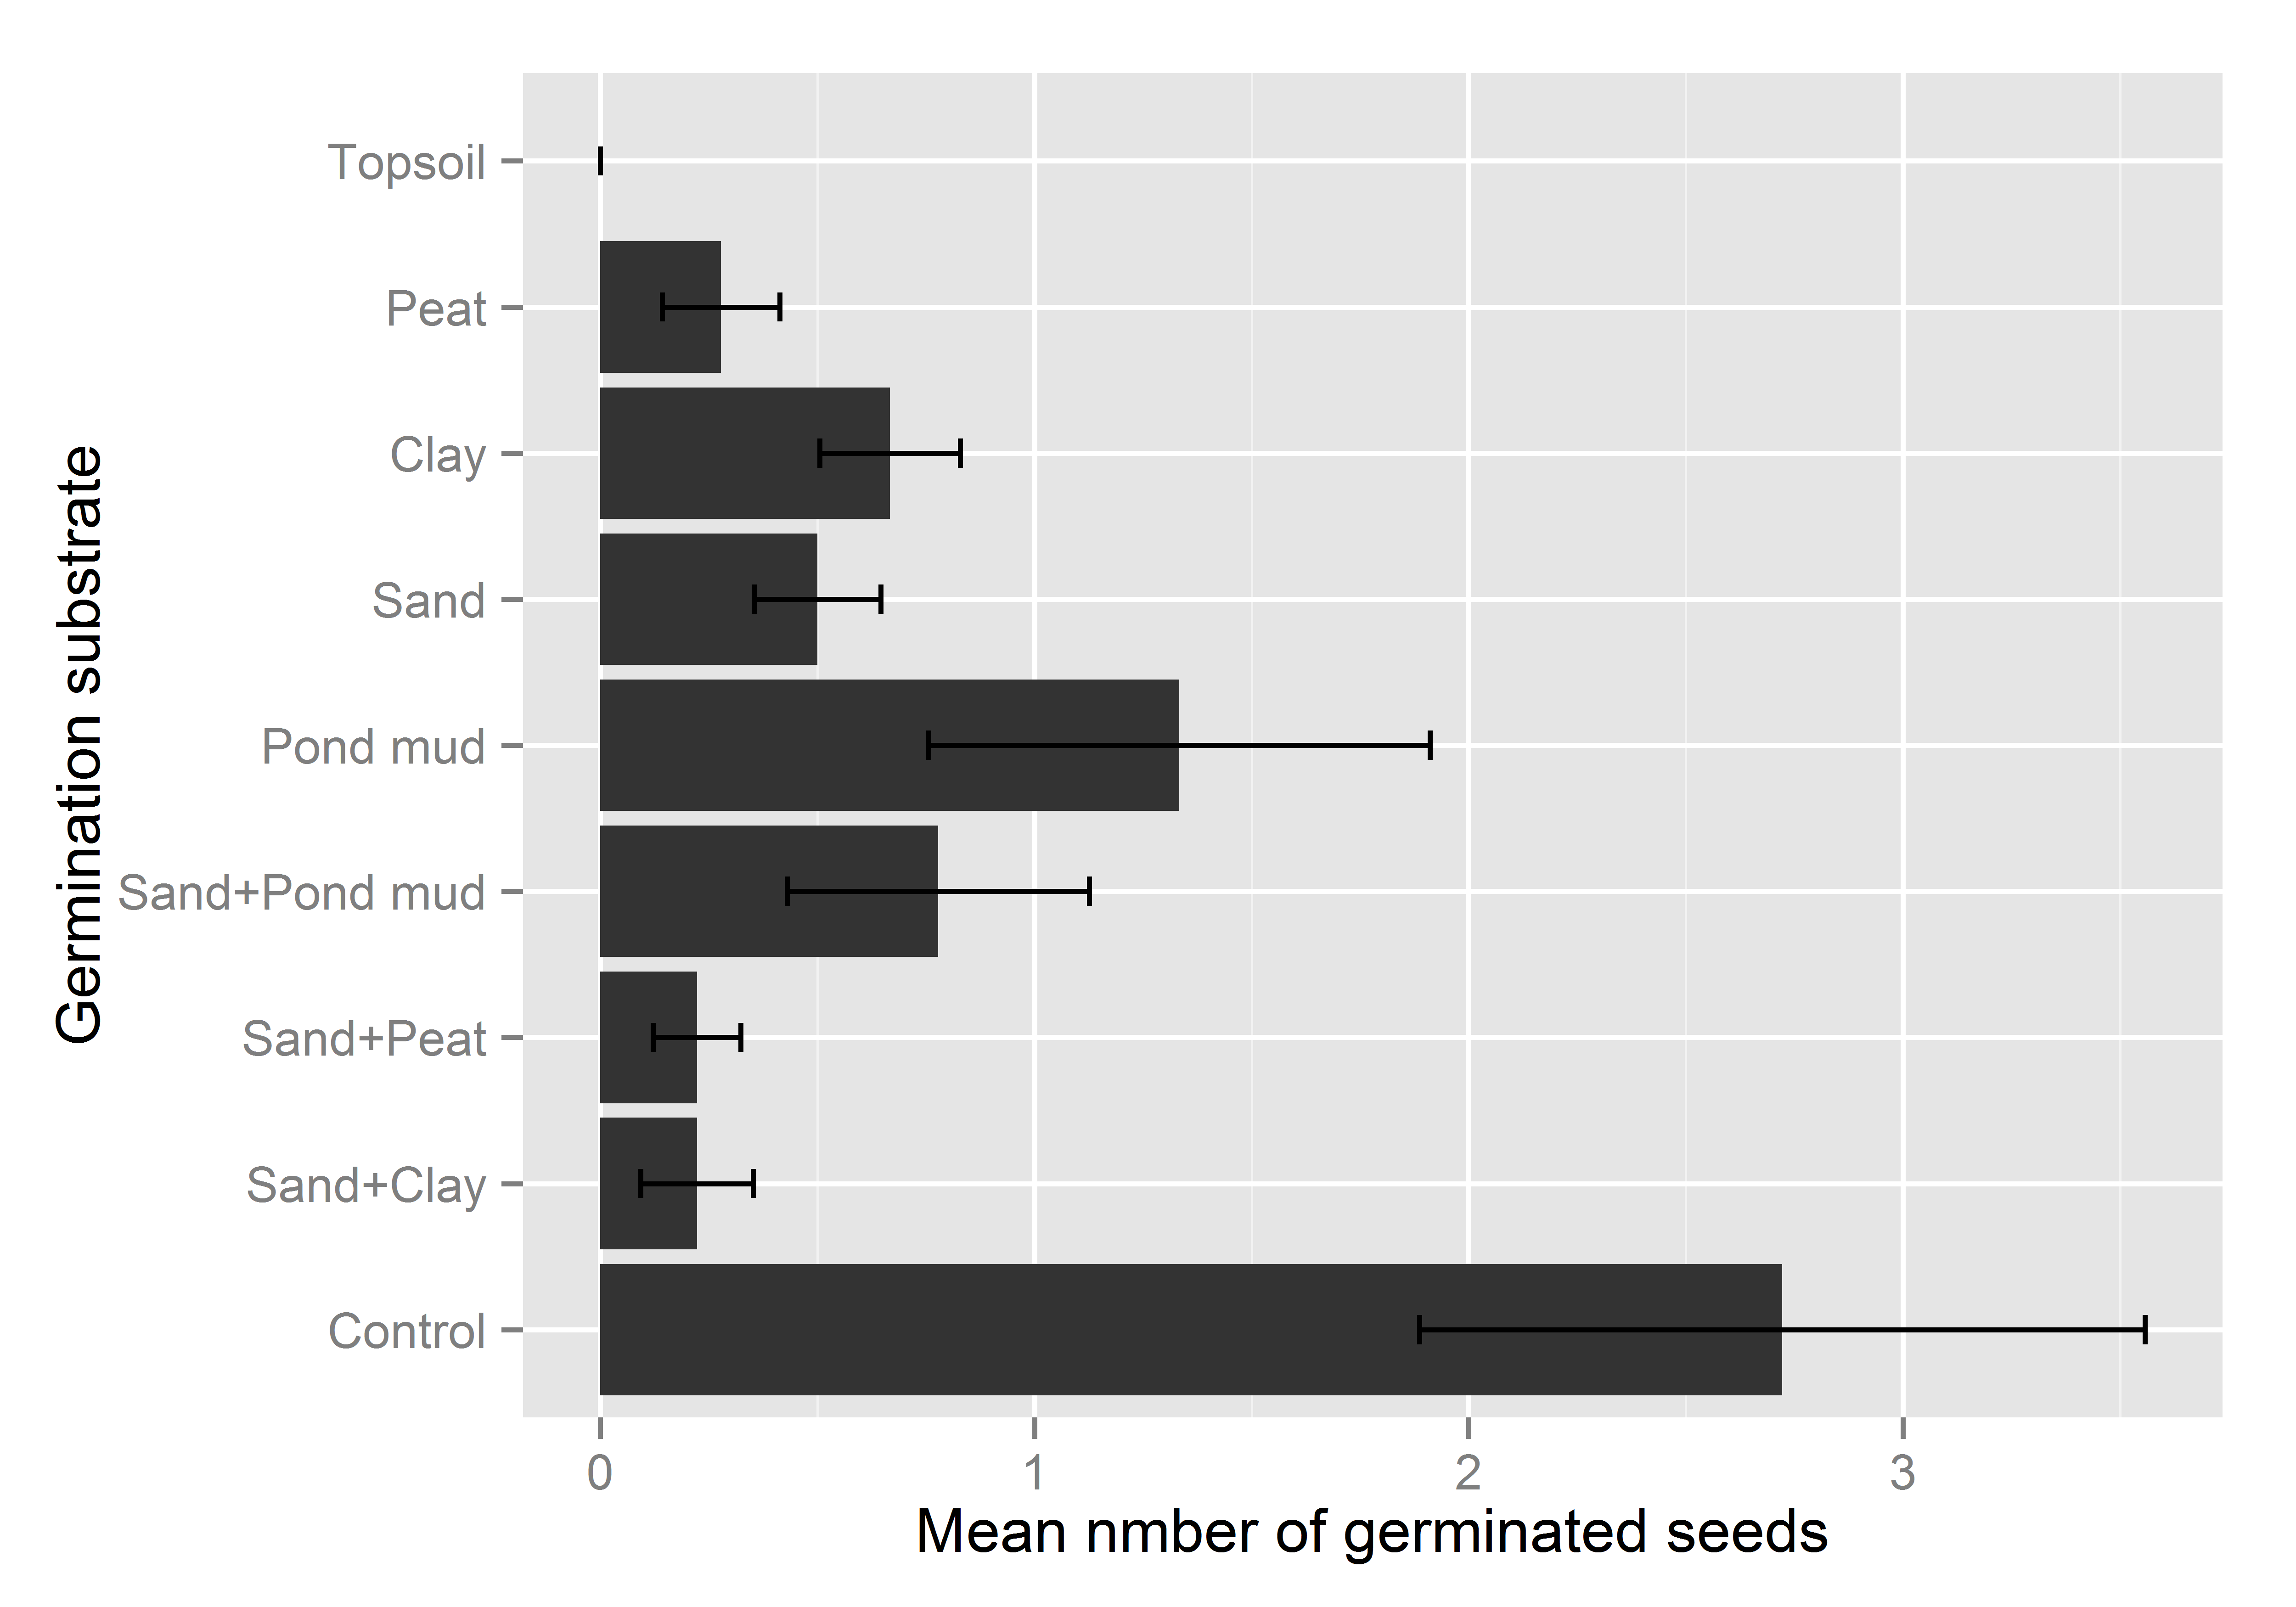 Germination substrate
Topsoil
Peat
Clay
Sand
Pond mud
Sand+Pond mud
Sand+Peat
Sand+Clay
Control
0 1 2 3
Mean nmber of germinated seeds